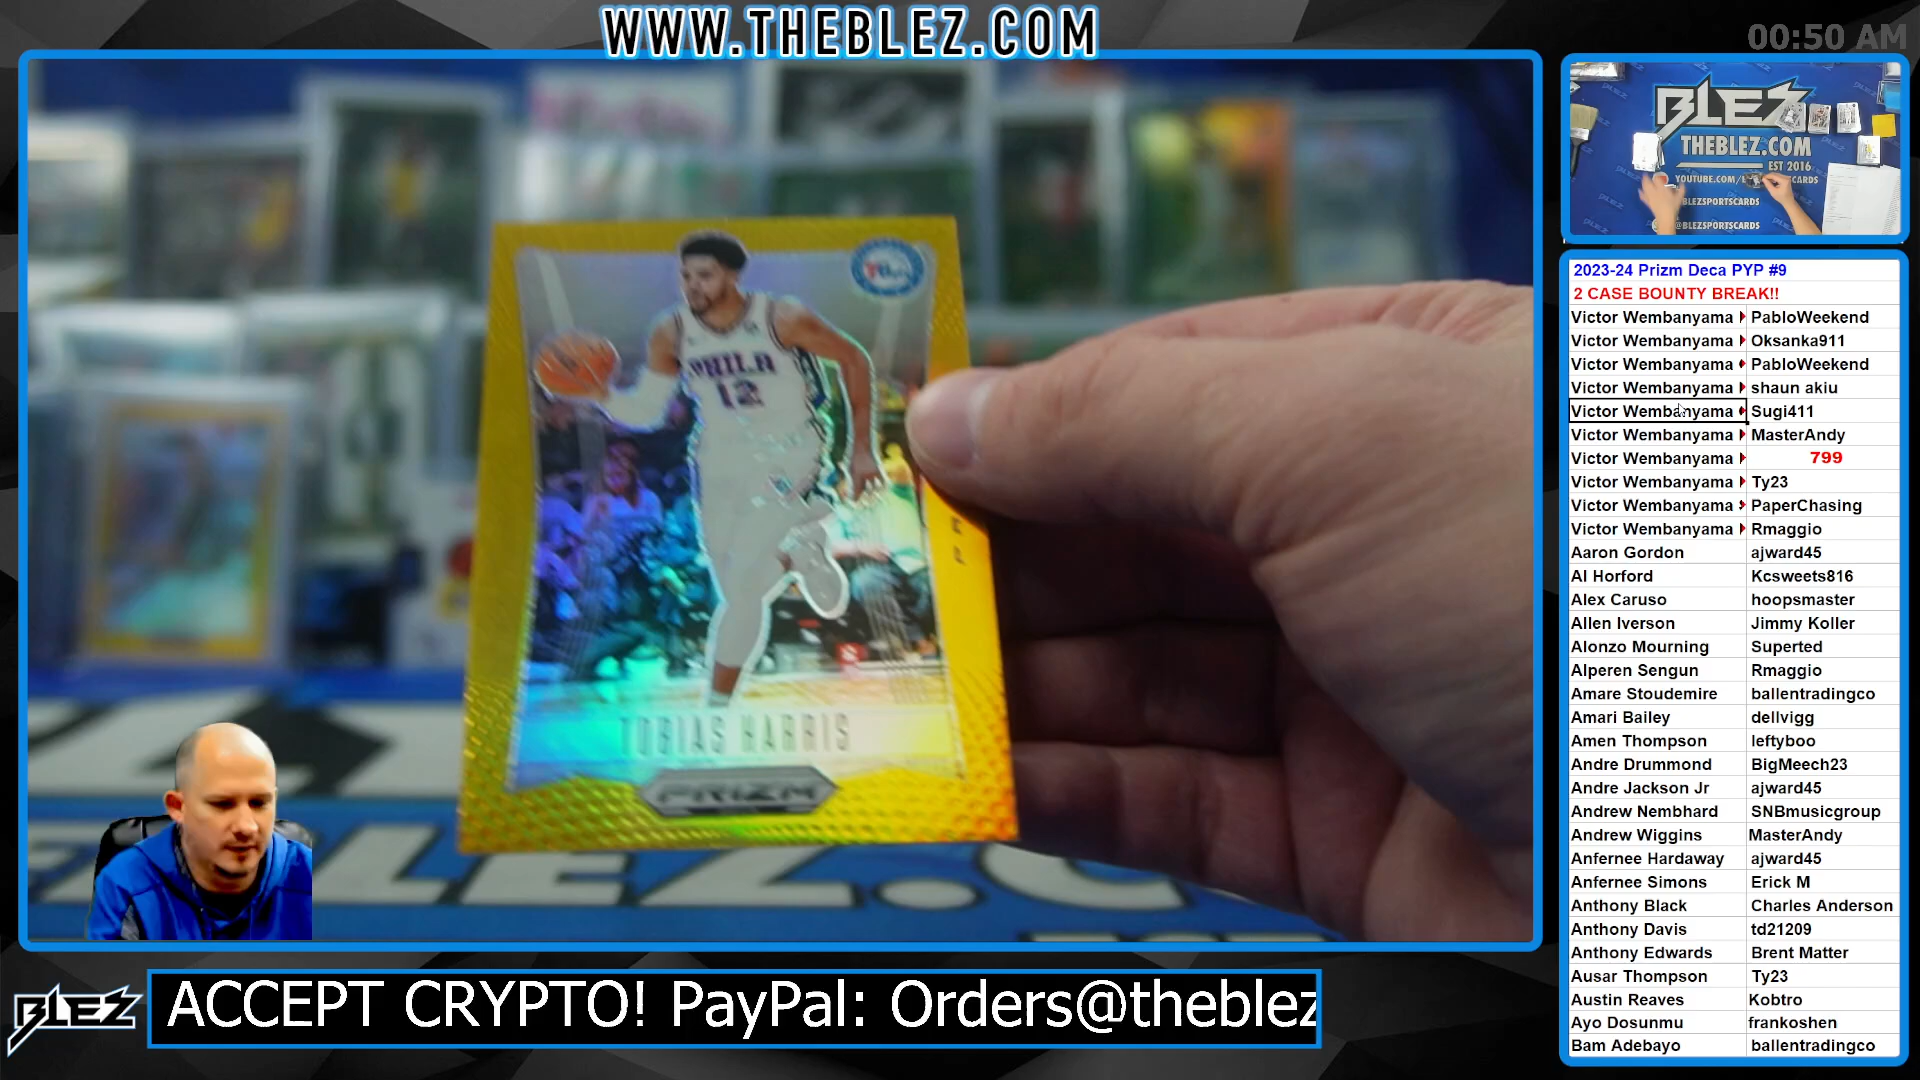 WWW.THEBLEZ.COM
00:50 AM
PHILA
12
TOBIAS HARRIS
PRIZM
BLEZ
THEBLEZ.COM
EST 2016
BLEZSPORTSCARDS
@BLEZSPORTSCARDS
2023-24 Prizm Deca PYP #9
2 CASE BOUNTY BREAK!!
Victor Wembanyama PabloWeekend
Victor Wembanyama Oksanka911
Victor Wembanyama PabloWeekend
Victor Wembanyama shaun akiu
Victor Wembanyama Sugi411
Victor Wembanyama MasterAndy
Victor Wembanyama 799
Victor Wembanyama Ty23
Victor Wembanyama PaperChasing
Victor Wembanyama Rmaggio
Aaron Gordon ajward45
Al Horford Kcsweets816
Alex Caruso hoopsmaster
Allen Iverson Jimmy Koller
Alonzo Mourning Superted
Alperen Sengun Rmaggio
Amare Stoudemire ballentradingco
Amari Bailey dellvigg
Amen Thompson leftyboo
Andre Drummond BigMeech23
Andre Jackson Jr ajward45
Andrew Nembhard SNBmusicgroup
Andrew Wiggins MasterAndy
Anfernee Hardaway ajward45
Anfernee Simons Erick M
Anthony Black Charles Anderson
Anthony Davis td21209
Anthony Edwards Brent Matter
Ausar Thompson Ty23
Austin Reaves Kobtro
Ayo Dosunmu frankoshen
Bam Adebayo ballentradingco
BLEZ
ACCEPT CRYPTO! PayPal: Orders@theblez